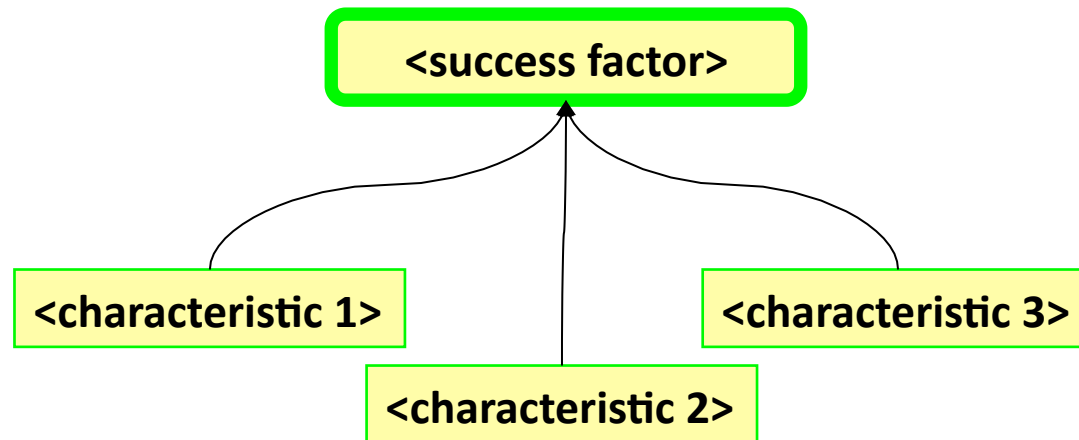 <success factor>
<characteristic 1>
<characteristic 3>
<characteristic 2>